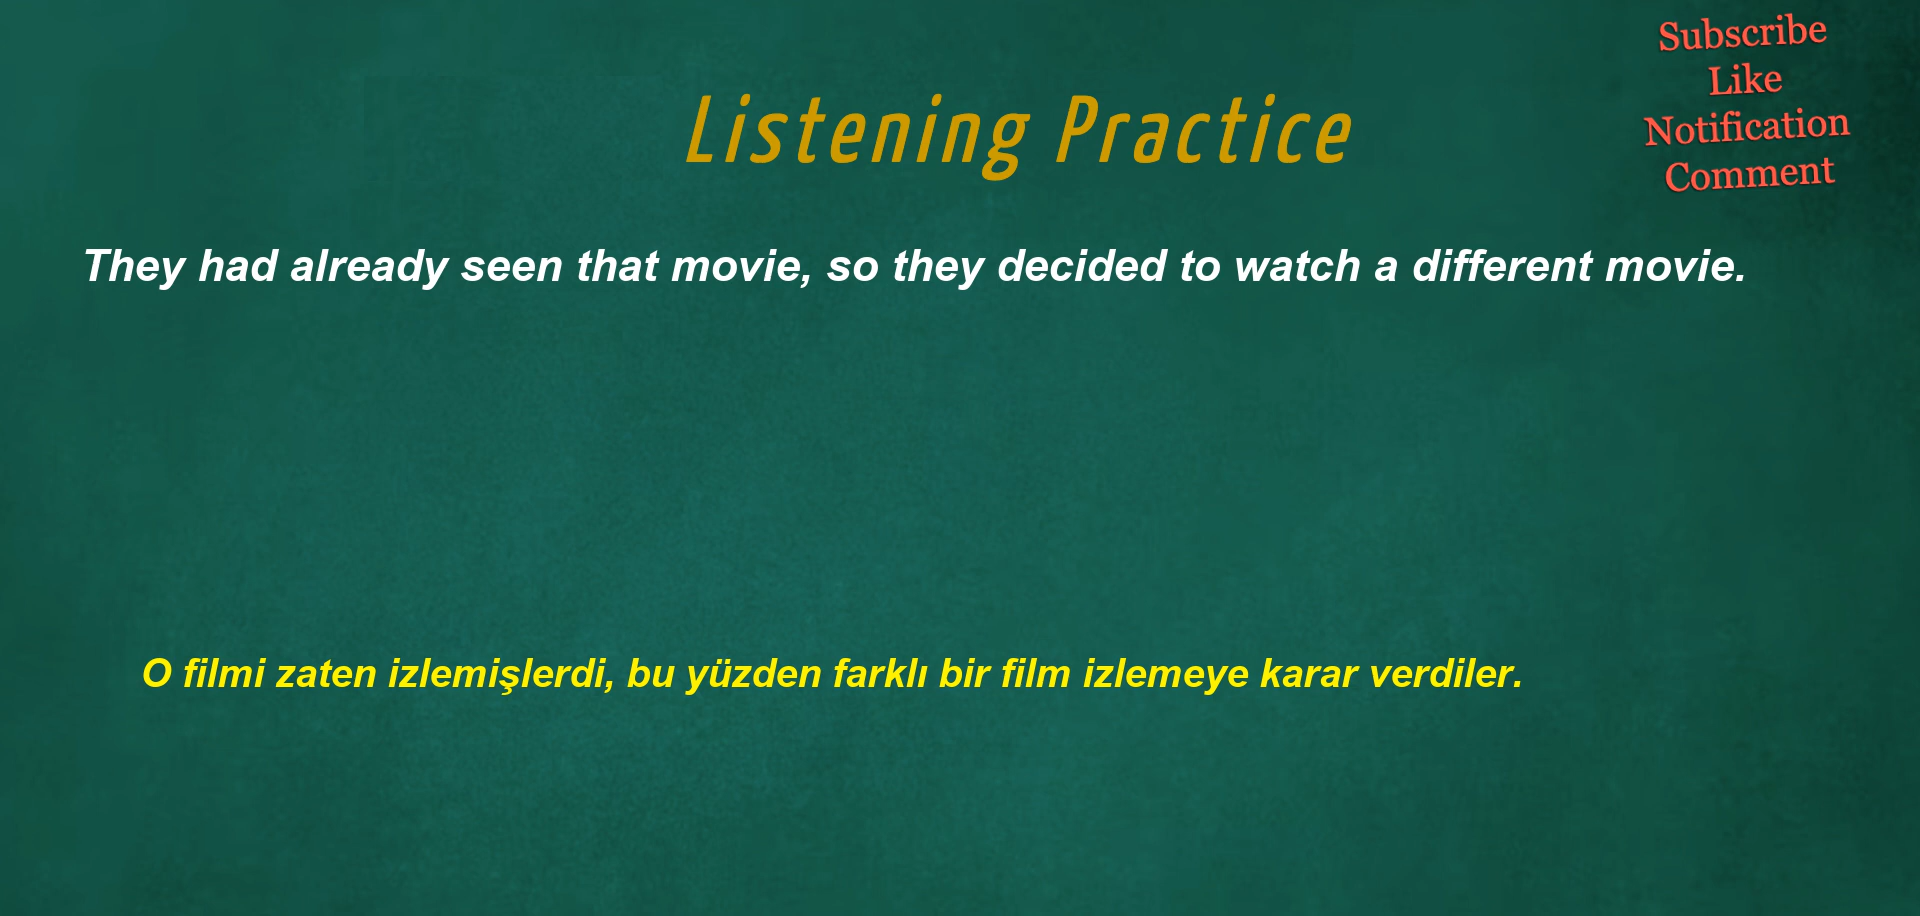 Listening Practice
Subscribe
Like
Notification
Comment
They had already seen that movie, so they decided to watch a different movie.
O filmi zaten izlemişlerdi, bu yüzden farklı bir film izlemeye karar verdiler.